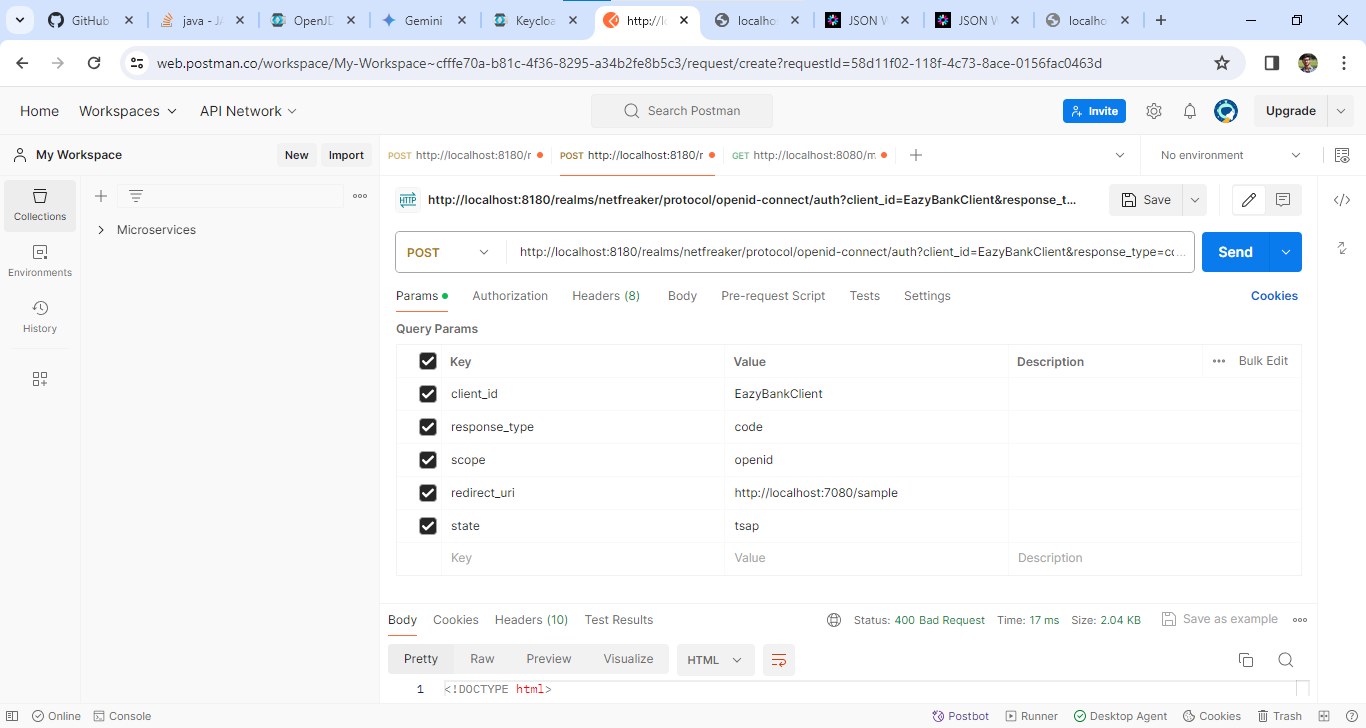 GitHub
java - JA
OpenJD
Gemini
Keycloa
http://lo
localhos
JSON W
JSON W
localho
web.postman.co/workspace/My-Workspace~cfffe70a-b81c-4f36-8295-a34b2fe8b5c3/request/create?requestId=58d11f02-118f-4c73-8ace-0156fac0463d
Home Workspaces API Network Search Postman Invite Upgrade
My Workspace New Import POST http://localhost:8180/r POST http://localhost:8180/r GET http://localhost:8080/m No environment
Collections
Environments
History
Microservices
HTTP http://localhost:8180/realms/netfreaker/protocol/openid-connect/auth?client_id=EazyBankClient&response_t... Save
POST http://localhost:8180/realms/netfreaker/protocol/openid-connect/auth?client_id=EazyBankClient&response_type=co... Send
Params Authorization Headers (8) Body Pre-request Script Tests Settings Cookies
Query Params
Key Value Description Bulk Edit
client_id EazyBankClient
response_type code
scope openid
redirect_uri http://localhost:7080/sample
state tsap
Key Value Description
Body Cookies Headers (10) Test Results Status: 400 Bad Request Time: 17 ms Size: 2.04 KB Save as example
Pretty Raw Preview Visualize HTML
1 <!DOCTYPE html>
Online Console Postbot Runner Desktop Agent Cookies Trash